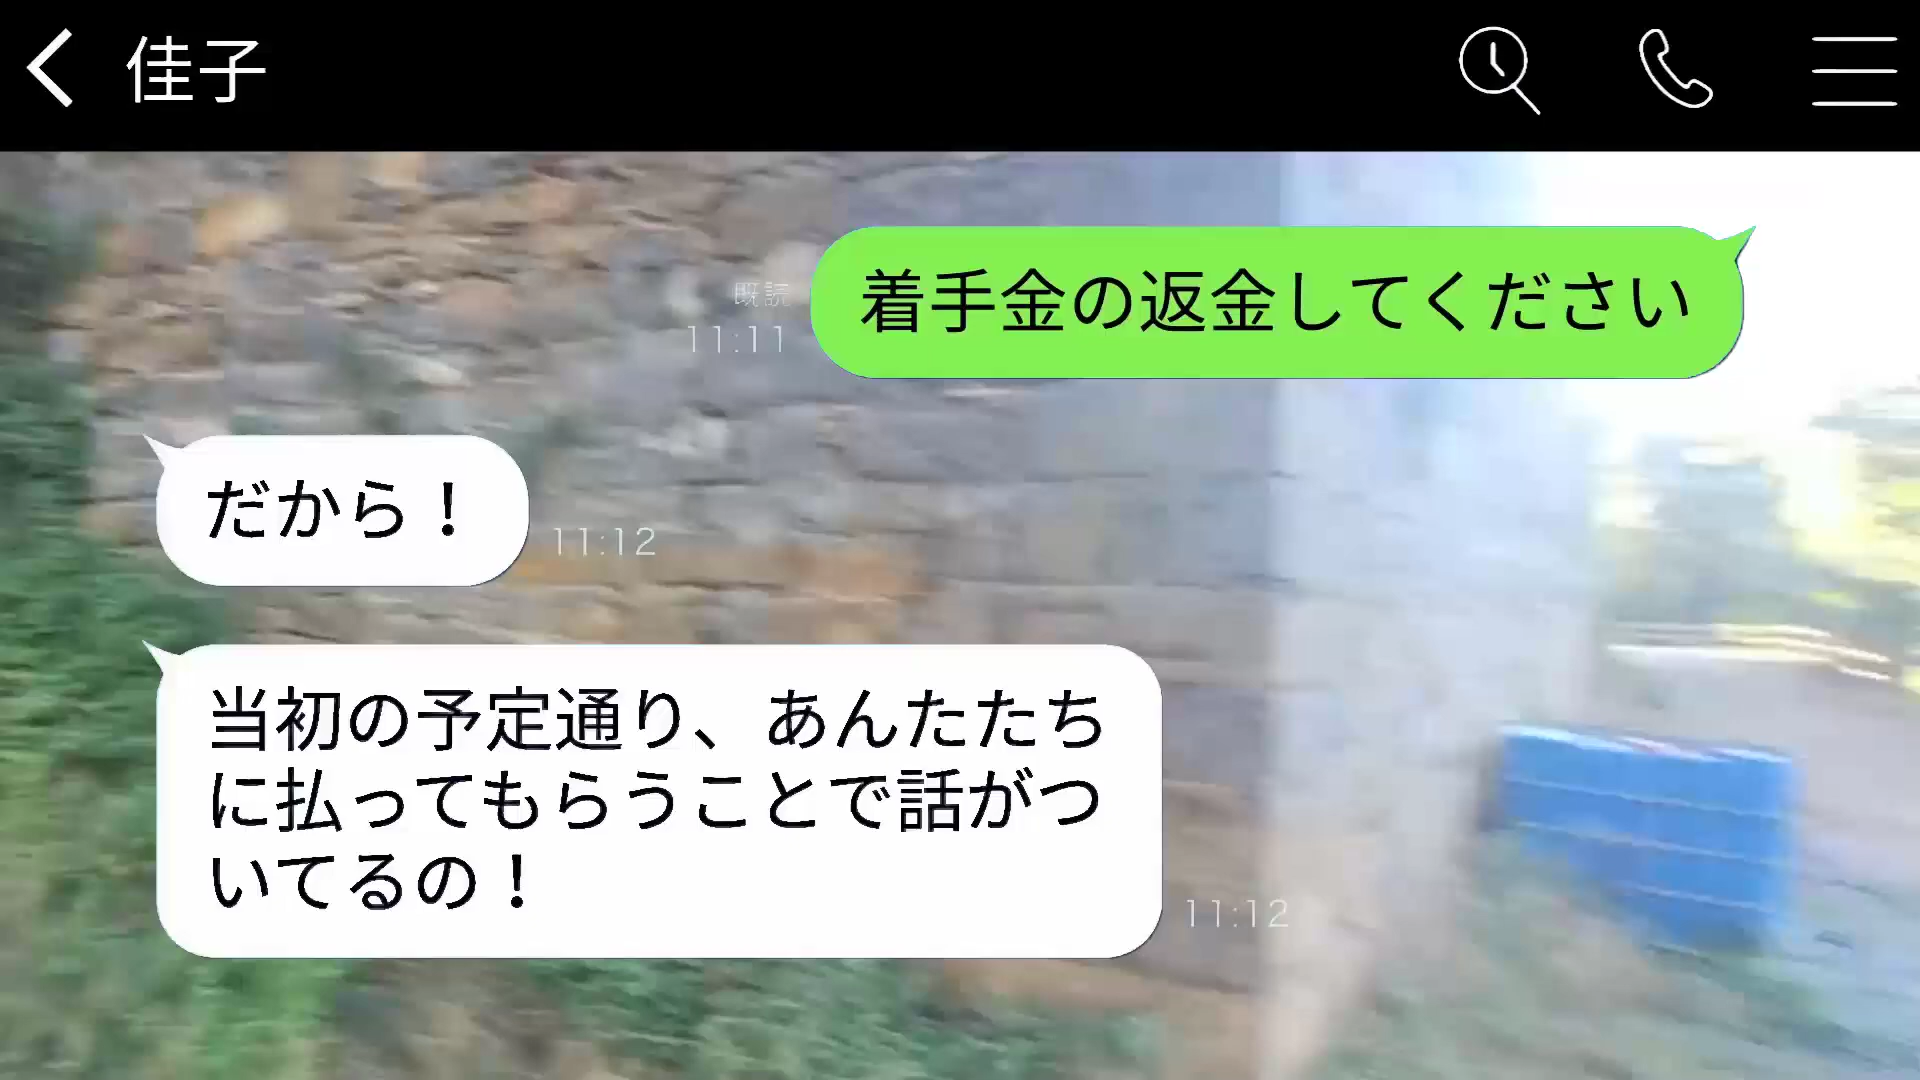 佳子
着手金の返金してください
既読
11:11
だから！
11:12
当初の予定通り、あんたたち
に払ってもらうことで話がつ
いてるの！
11:12